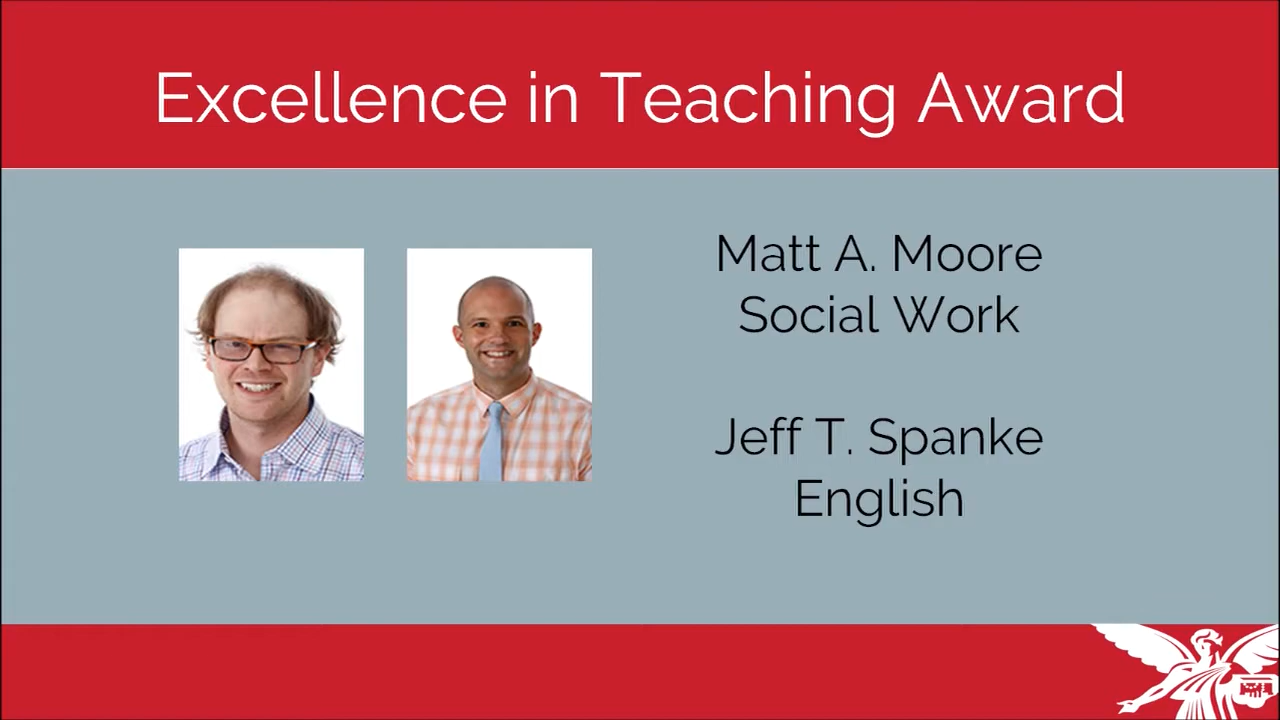 Excellence in Teaching Award
Matt A. Moore
Social Work
Jeff T. Spanke
English